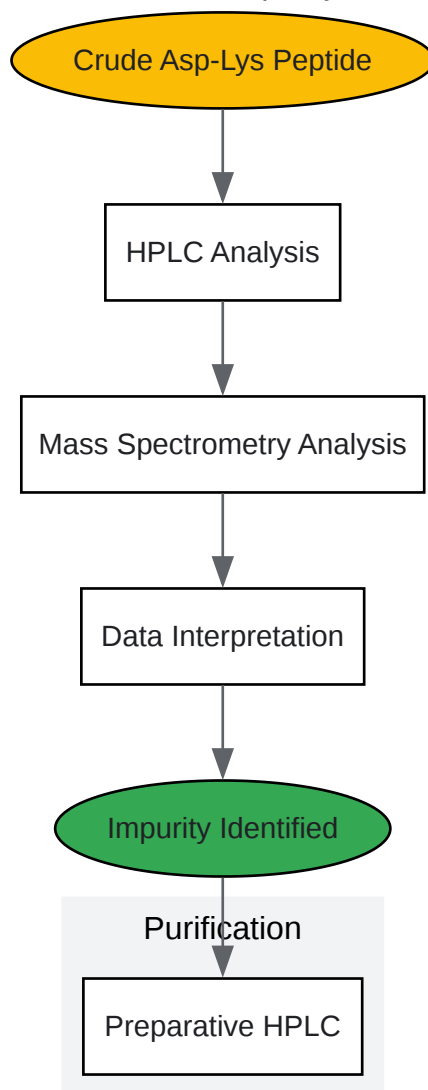 Crude Asp-Lys Peptide
HPLC Analysis
Mass Spectrometry Analysis
Data Interpretation
Impurity Identified
Purification
Preparative HPLC